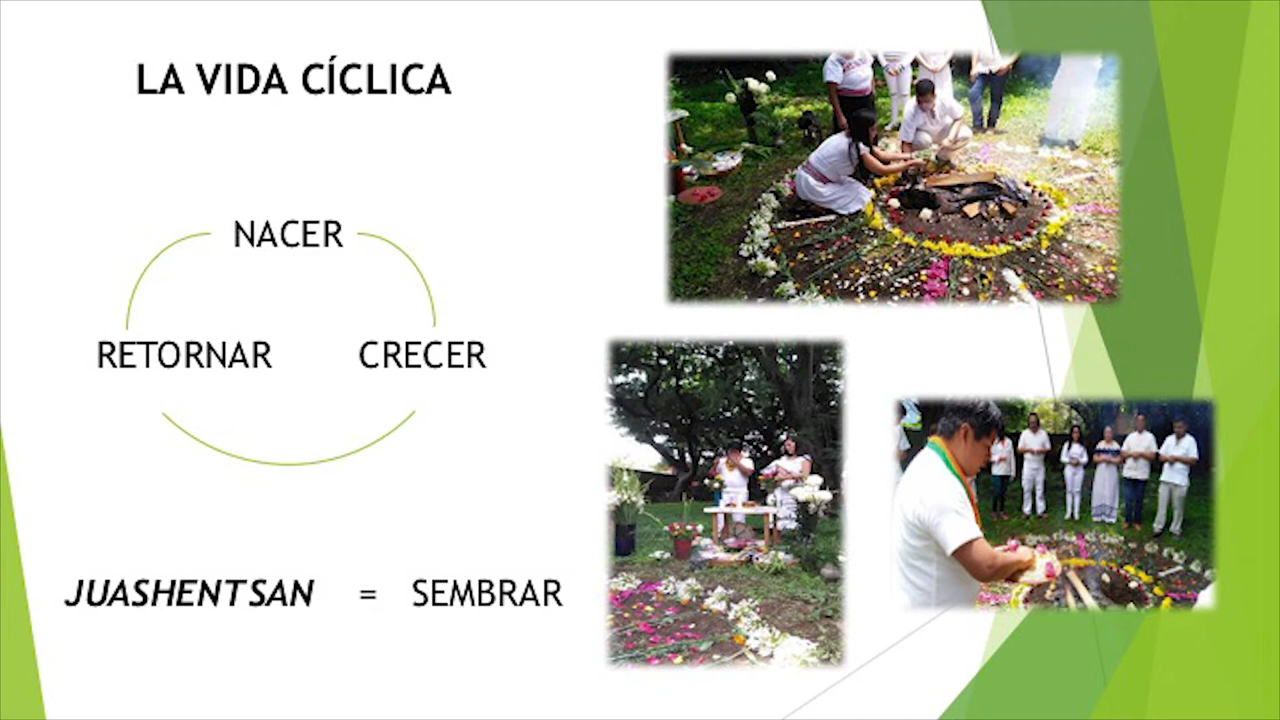 LA VIDA CÍCLICA
NACER
RETORNAR CRECER
JUASHENTSAN = SEMBRAR